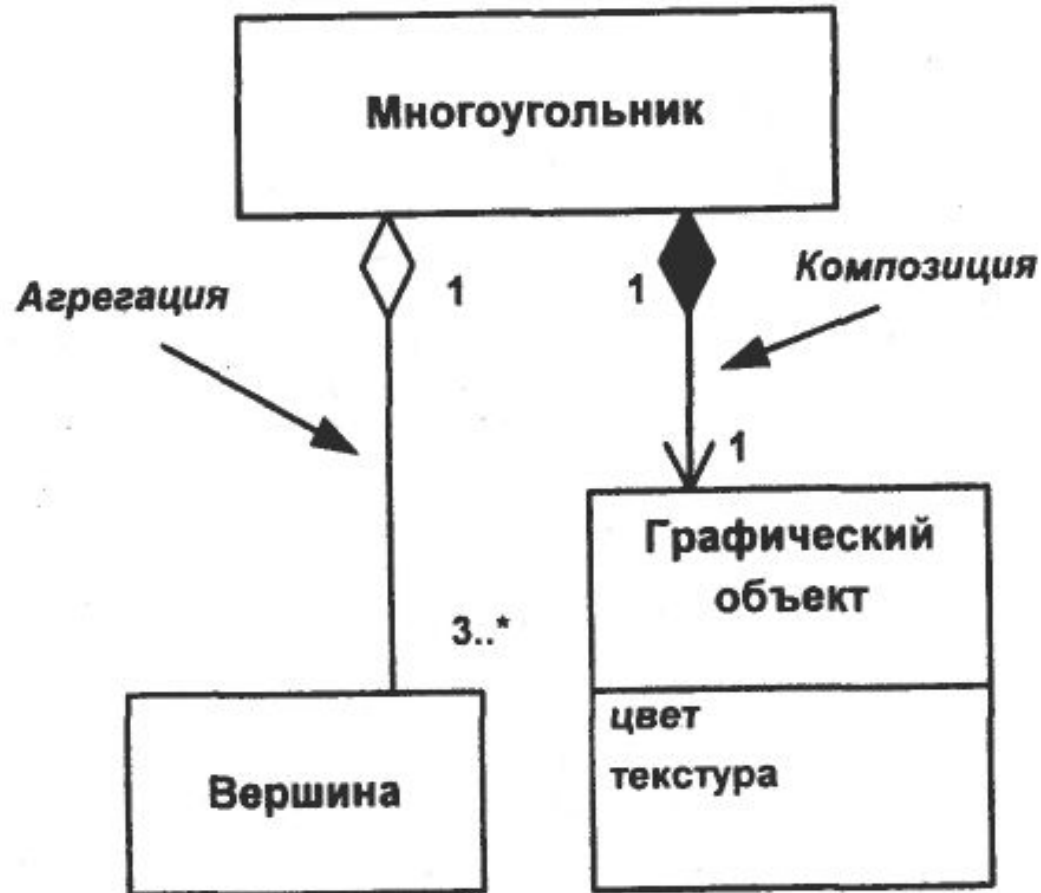 Многоугольник
Агрегация
1
1
Композиция
1
3..*
Графический
объект
цвет
текстура
Вершина